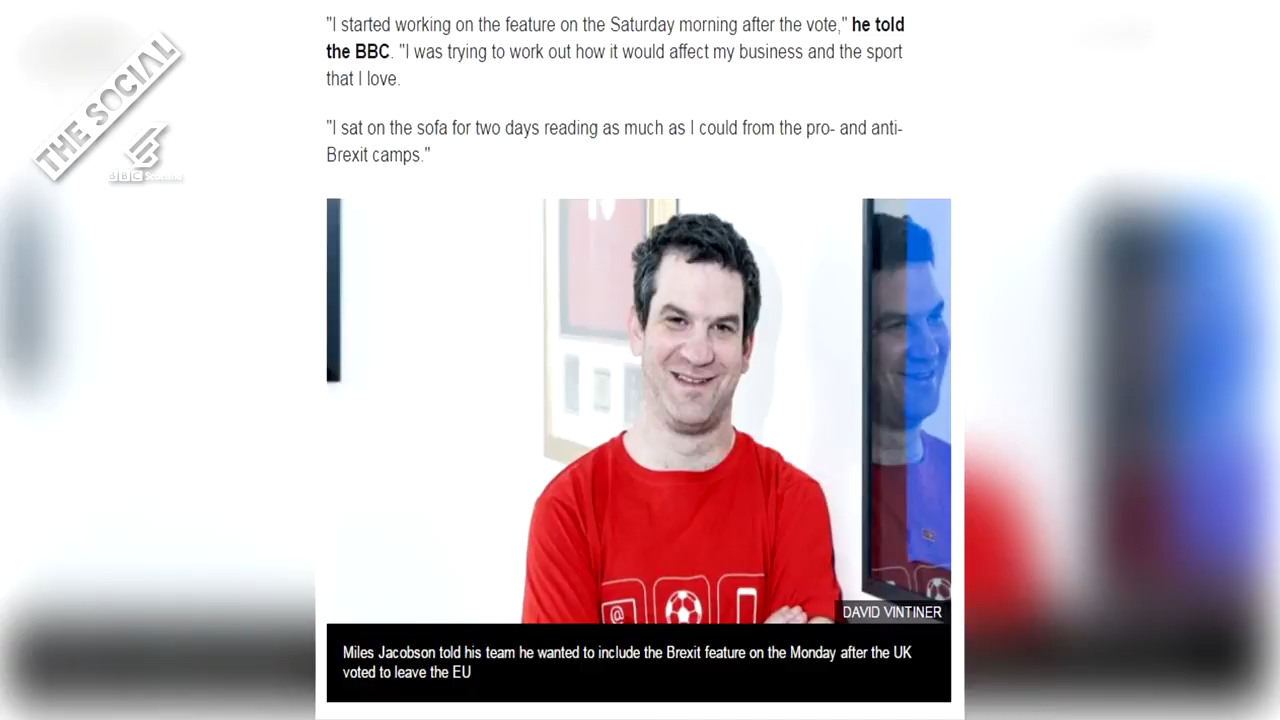 "I started working on the feature on the Saturday morning after the vote," he told
the BBC. "I was trying to work out how it would affect my business and the sport
that I love.
"I sat on the sofa for two days reading as much as I could from the pro- and anti-
Brexit camps."
THE SOCIAL
BBC Scotland
@
DAVID VINTINER
Miles Jacobson told his team he wanted to include the Brexit feature on the Monday after the UK
voted to leave the EU